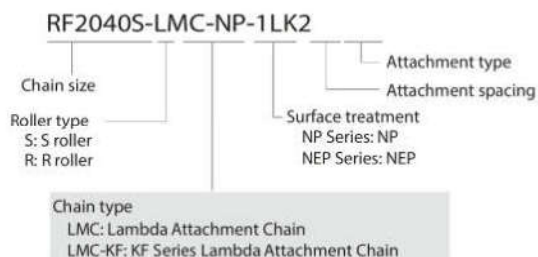 RF2040S-LMC-NP-1LK2
Attachment type
Chain size
Attachment spacing
Roller type
S: S roller
R: R roller
Surface treatment
NP Series: NP
NEP Series: NEP
Chain type
LMC: Lambda Attachment Chain
LMC-KF: KF Series Lambda Attachment Chain